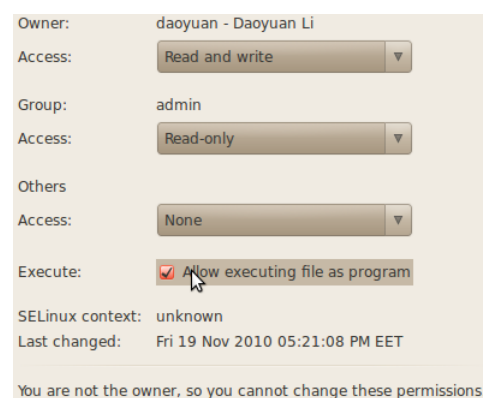 Owner: daoyuan - Daoyuan Li
Access: Read and write
Group: admin
Access: Read-only
Others
Access: None
Execute: Allow executing file as program
SELinux context: unknown
Last changed: Fri 19 Nov 2010 05:21:08 PM EET
You are not the owner, so you cannot change these permissions